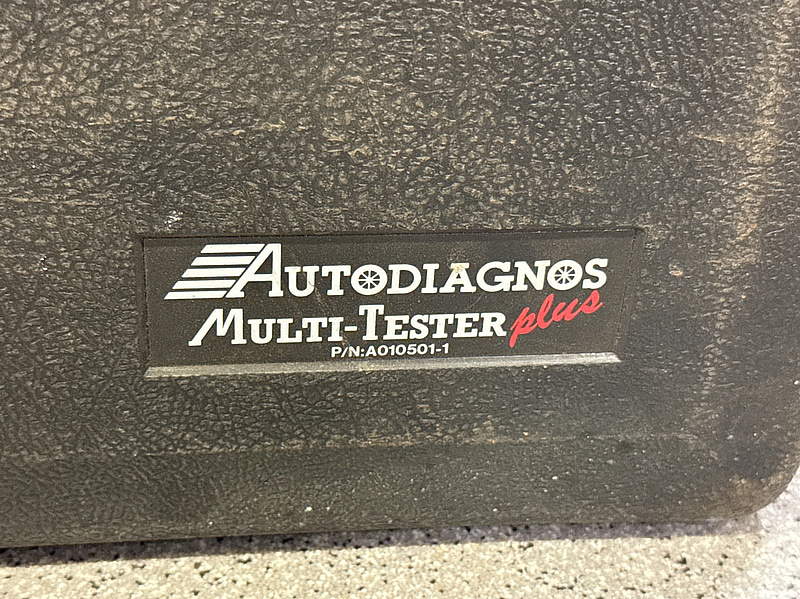 AUTODIAGNOS
MULTI-TESTER plus
P/N:A010501-1